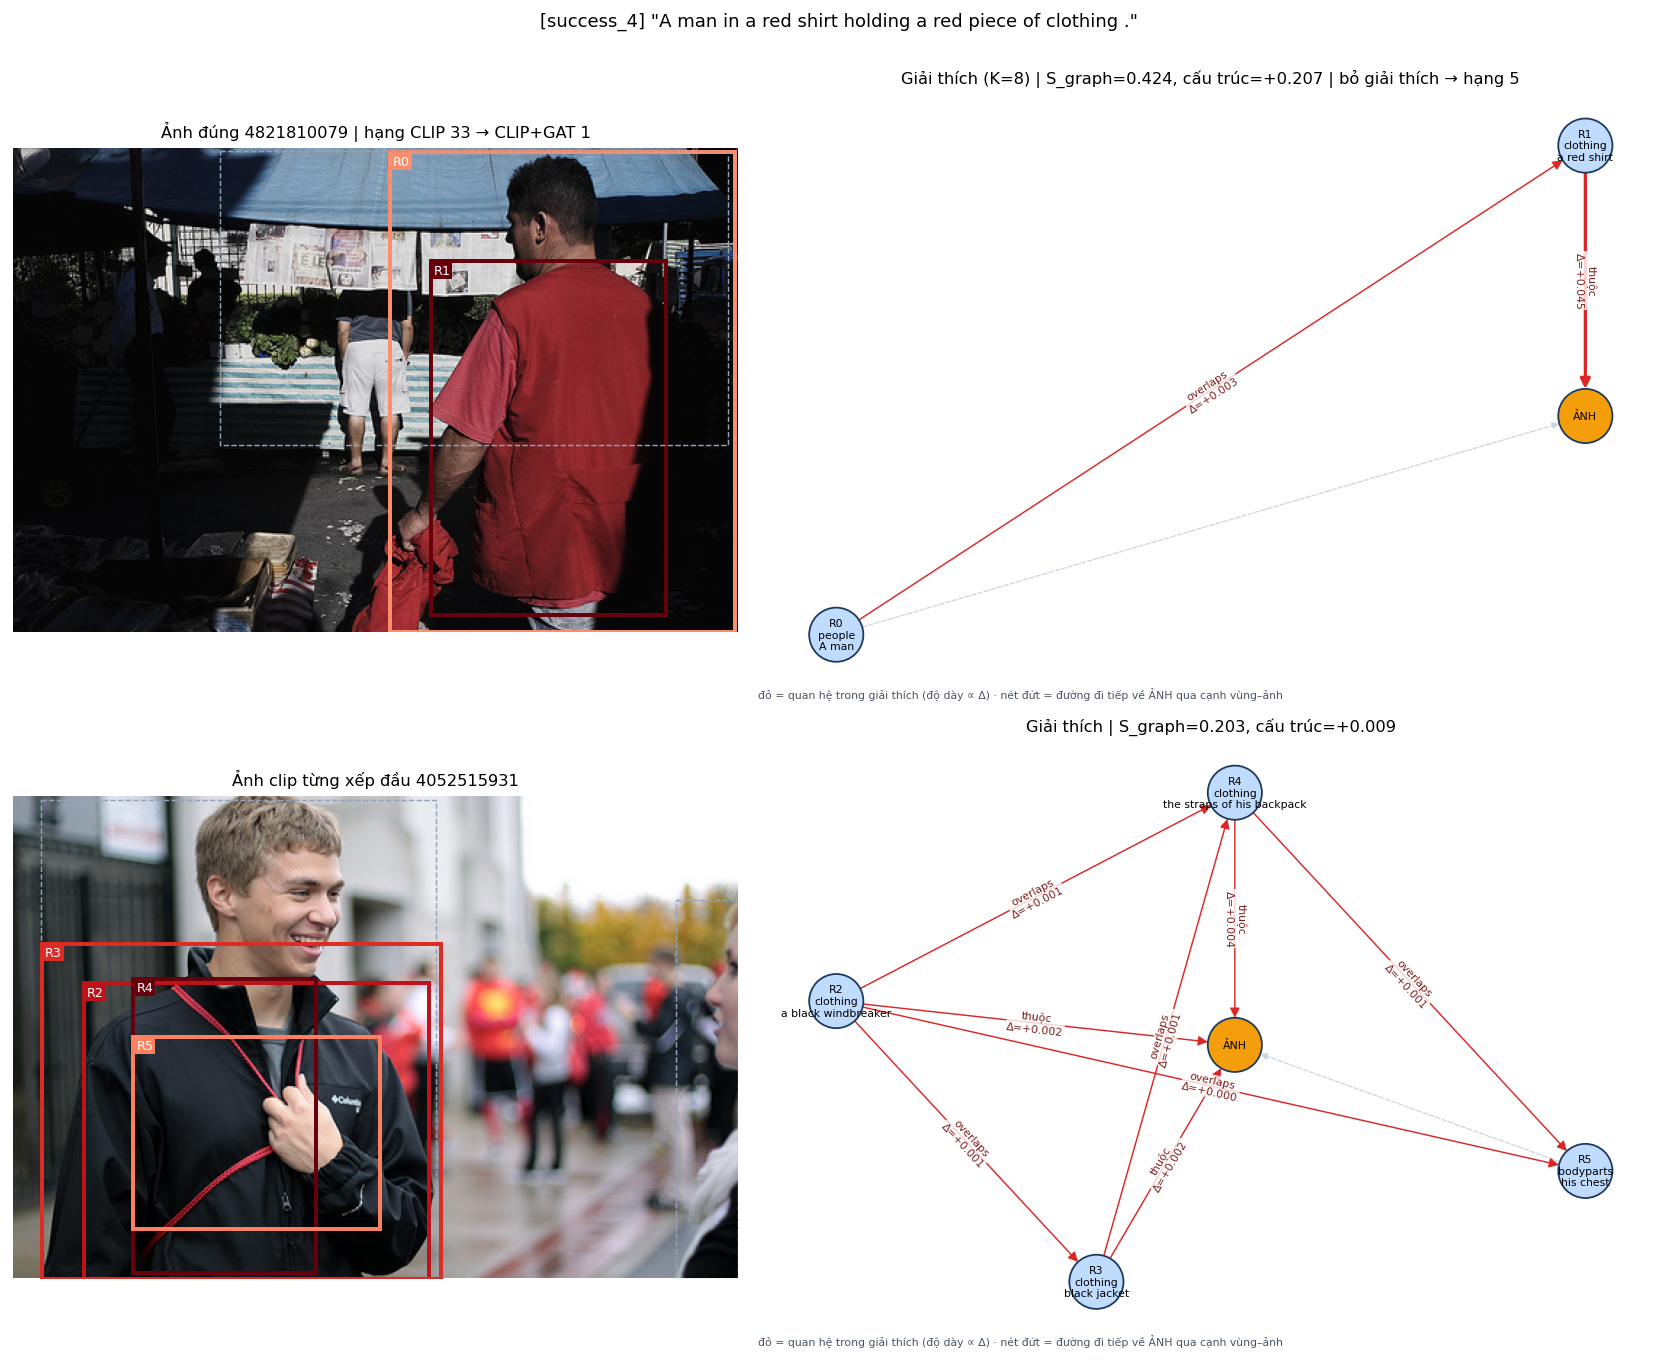 [success_4] "A man in a red shirt holding a red piece of clothing ."
Giải thích (K=8) | S_graph=0.424, cấu trúc=+0.207 | bỏ giải thích → hạng 5
Ảnh đúng 4821810079 | hạng CLIP 33 → CLIP+GAT 1
R0
R1
R1
clothing
a red shirt
thuộc
Δ=+0.045
overlaps
Δ=+0.003
ẢNH
R0
people
A man
đỏ = quan hệ trong giải thích (độ dày ∝ Δ) · nét đứt = đường đi tiếp về ẢNH qua cạnh vùng–ảnh
Giải thích | S_graph=0.203, cấu trúc=+0.009
Ảnh clip từng xếp đầu 4052515931
R3
R2
R4
R5
Columbia
R4
clothing
the straps of his backpack
overlaps
Δ=+0.001
thuộc
Δ=+0.004
overlaps
Δ=+0.001
R2
clothing
a black windbreaker
thuộc
Δ=+0.002
overlaps
Δ=+0.001
ẢNH
overlaps
Δ=+0.000
overlaps
Δ=+0.001
thuộc
Δ=+0.002
R5
bodyparts
his chest
R3
clothing
black jacket
đỏ = quan hệ trong giải thích (độ dày ∝ Δ) · nét đứt = đường đi tiếp về ẢNH qua cạnh vùng–ảnh